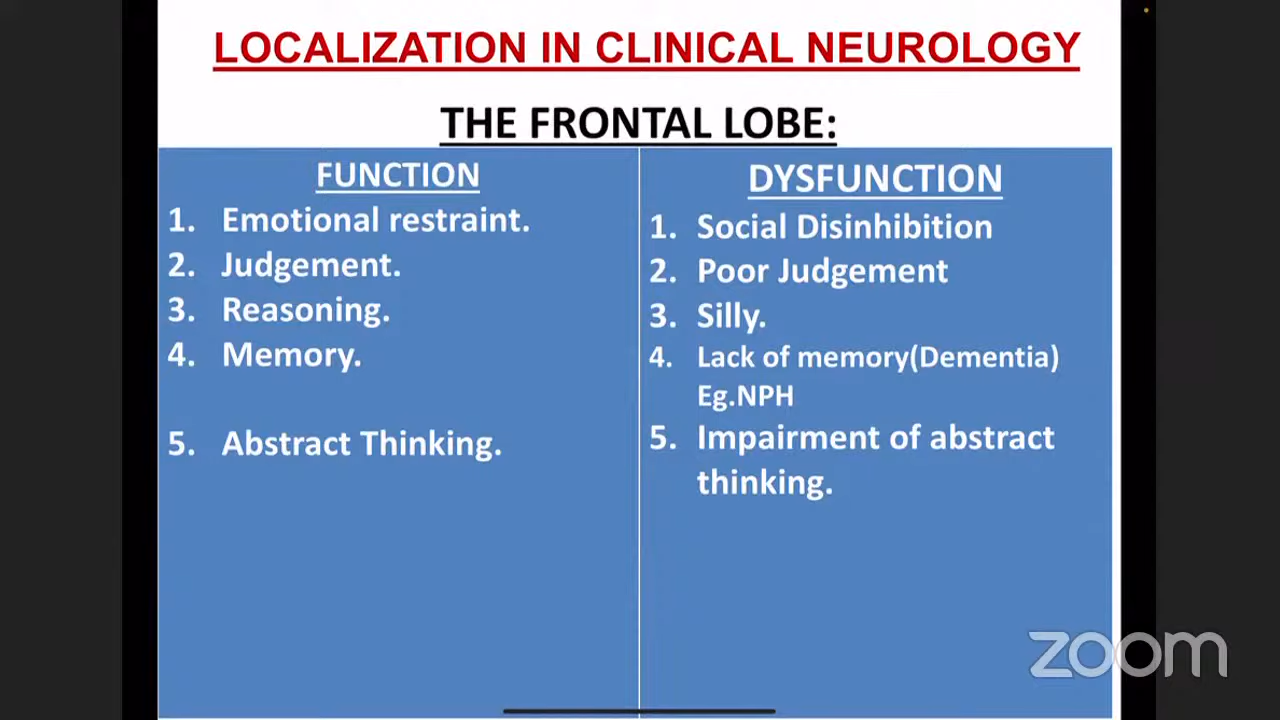 LOCALIZATION IN CLINICAL NEUROLOGY
THE FRONTAL LOBE:
FUNCTION
1. Emotional restraint.
2. Judgement.
3. Reasoning.
4. Memory.
5. Abstract Thinking.
DYSFUNCTION
1. Social Disinhibition
2. Poor Judgement
3. Silly.
4. Lack of memory(Dementia)
Eg.NPH
5. Impairment of abstract
thinking.
zoom